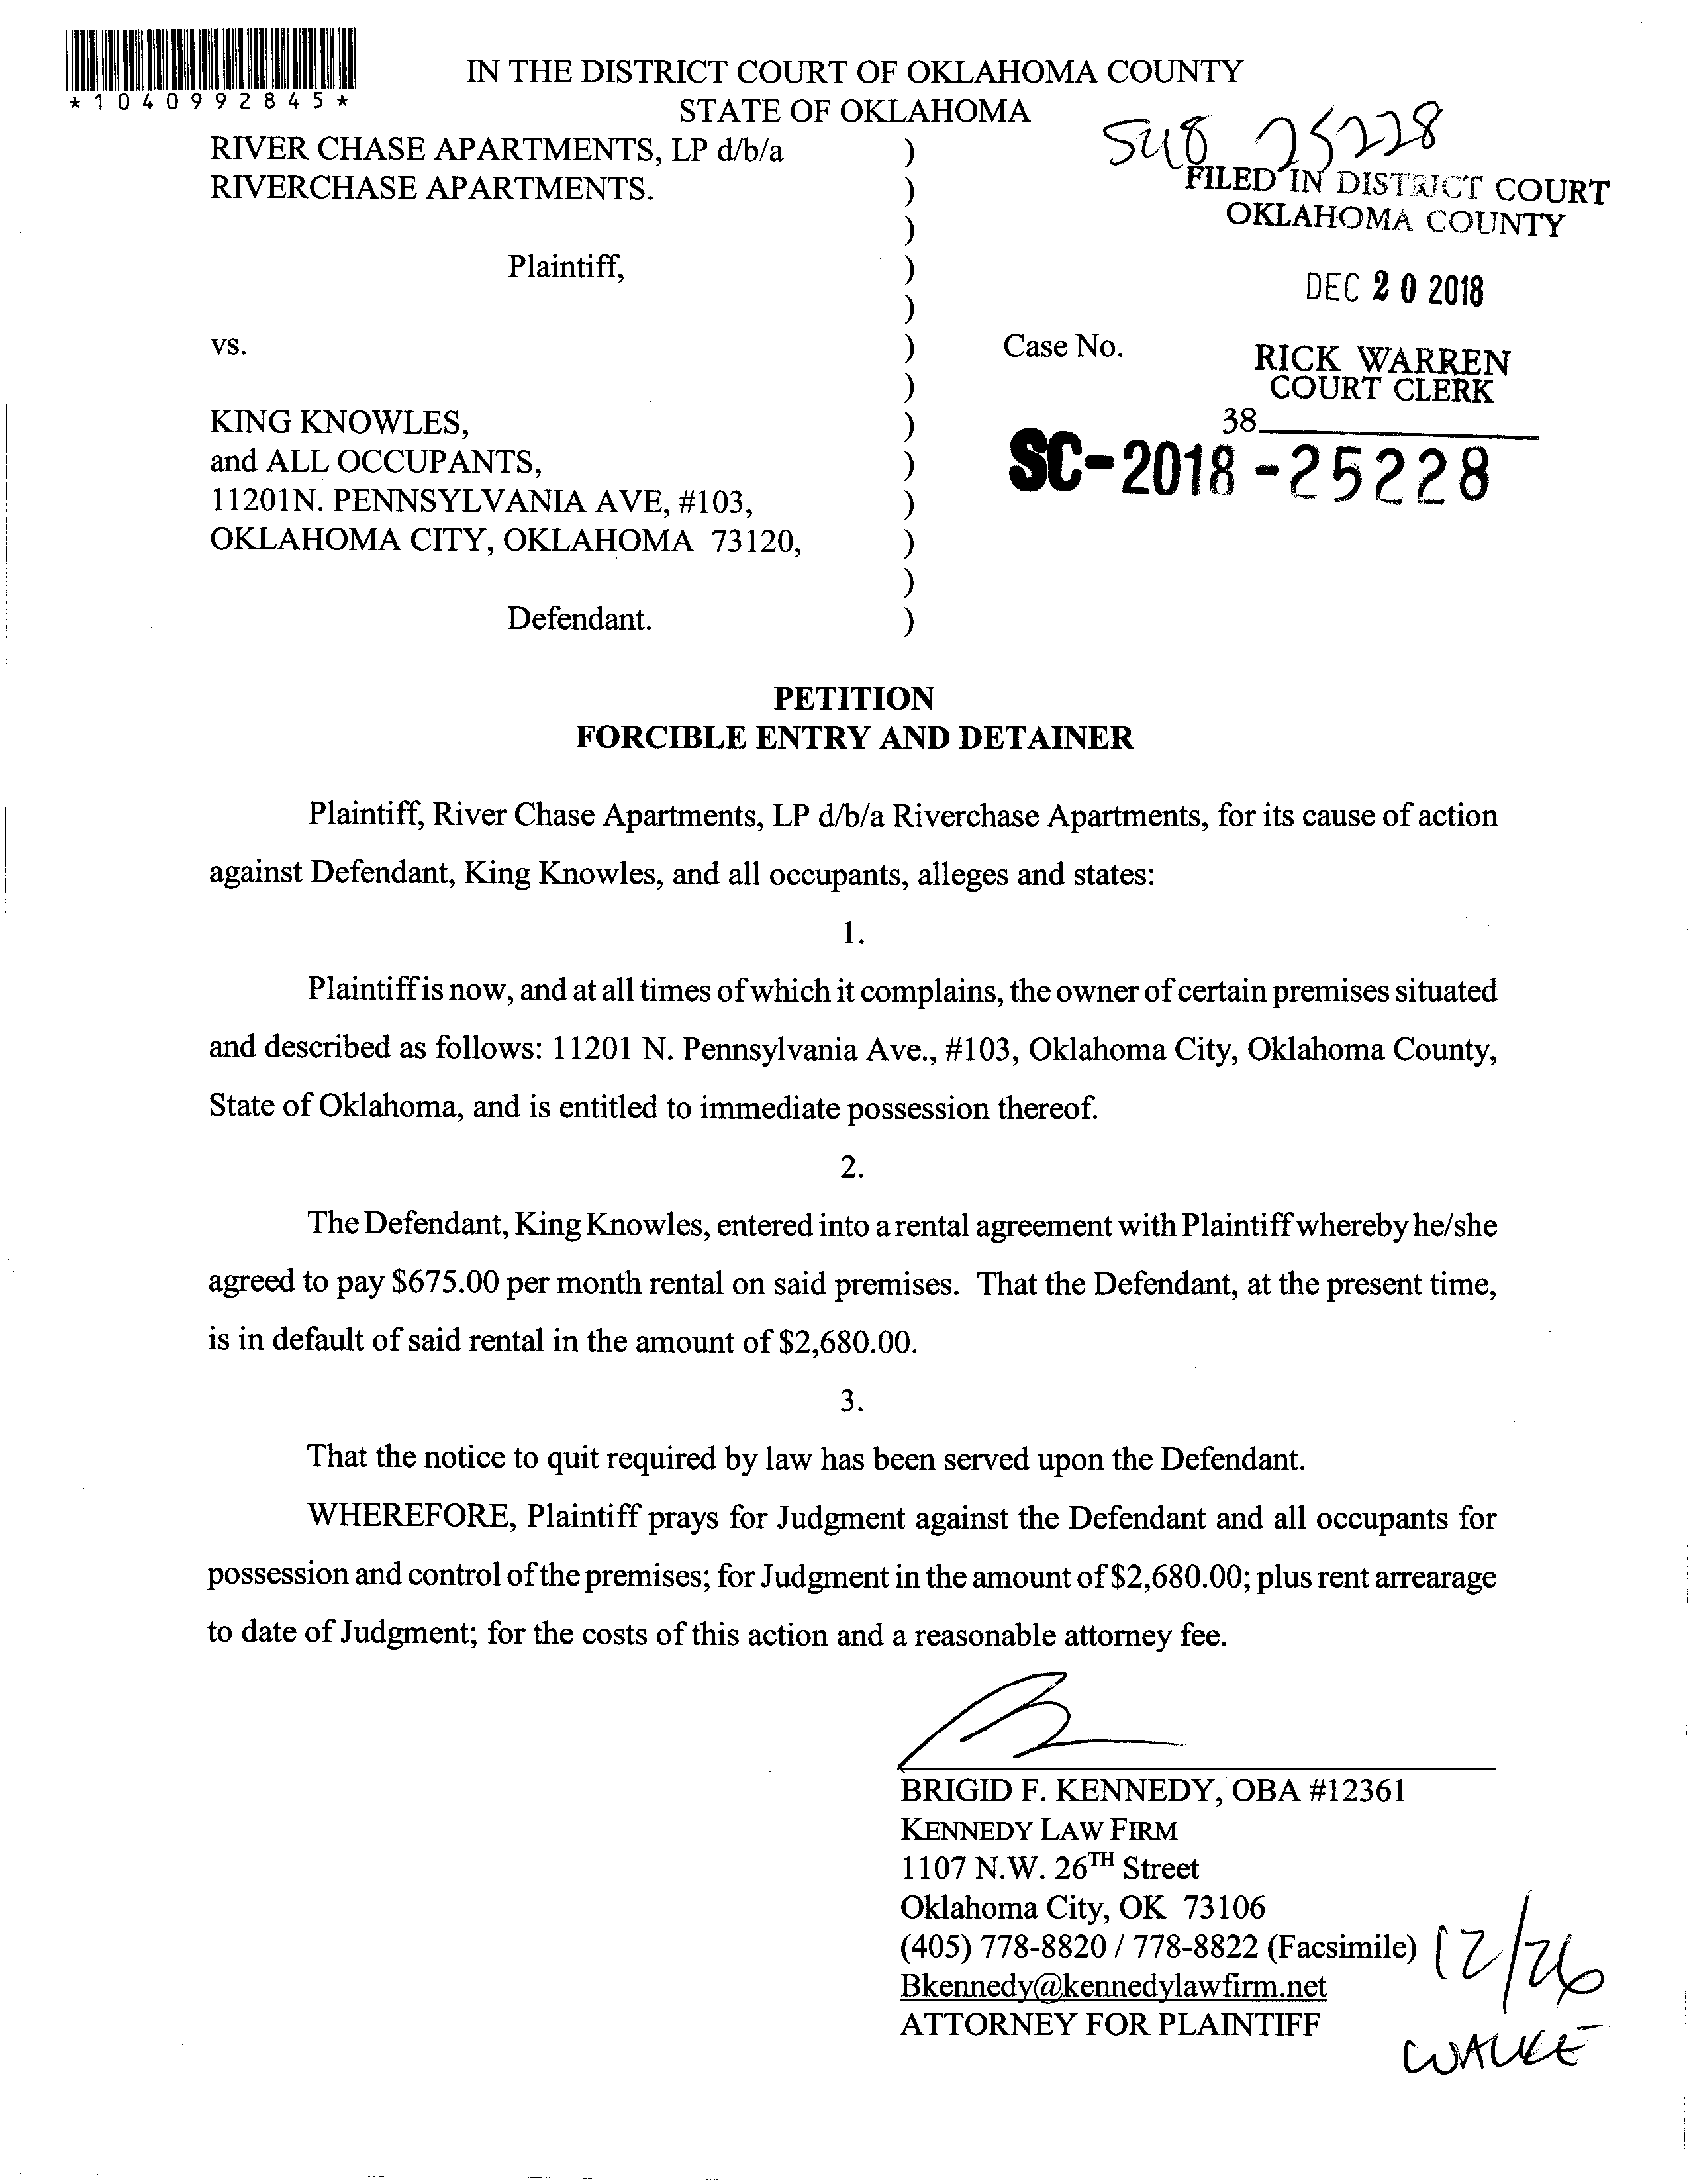 *1040992845*
IN THE DISTRICT COURT OF OKLAHOMA COUNTY
STATE OF OKLAHOMA
RIVER CHASE APARTMENTS, LP d/b/a )
RIVERCHASE APARTMENTS. )
)
Plaintiff, )
)
vs. )
)
KING KNOWLES, )
and ALL OCCUPANTS, )
11201N. PENNSYLVANIA AVE, #103, )
OKLAHOMA CITY, OKLAHOMA 73120, )
)
Defendant. )
25228
FILED IN DISTRICT COURT
OKLAHOMA COUNTY
DEC 20 2018
Case No.
RICK WARREN
COURT CLERK
38
SC-2018-25228
PETITION
FORCIBLE ENTRY AND DETAINER
Plaintiff, River Chase Apartments, LP d/b/a Riverchase Apartments, for its cause of action
against Defendant, King Knowles, and all occupants, alleges and states:
1.
Plaintiff is now, and at all times of which it complains, the owner of certain premises situated
and described as follows: 11201 N. Pennsylvania Ave., #103, Oklahoma City, Oklahoma County,
State of Oklahoma, and is entitled to immediate possession thereof.
2.
The Defendant, King Knowles, entered into a rental agreement with Plaintiff whereby he/she
agreed to pay $675.00 per month rental on said premises. That the Defendant, at the present time,
is in default of said rental in the amount of $2,680.00.
3.
That the notice to quit required by law has been served upon the Defendant.
WHEREFORE, Plaintiff prays for Judgment against the Defendant and all occupants for
possession and control of the premises; for Judgment in the amount of $2,680.00; plus rent arrearage
to date of Judgment; for the costs of this action and a reasonable attorney fee.
BRIGID F. KENNEDY, OBA #12361
KENNEDY LAW FIRM
1107 N.W. 26TH Street
Oklahoma City, OK 73106
(405) 778-8820 / 778-8822 (Facsimile)
Bkennedy@kennedylawfirm.net
ATTORNEY FOR PLAINTIFF
12/26